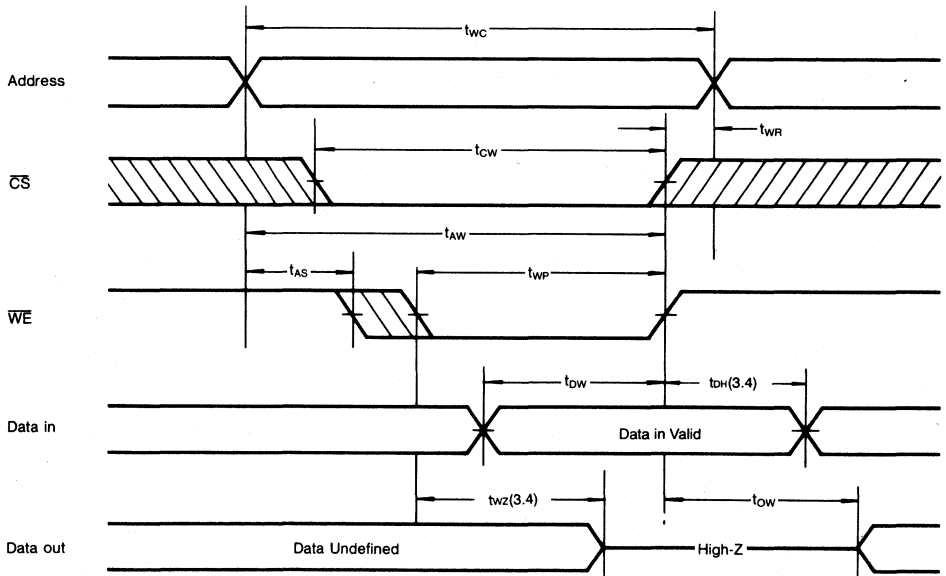 tWC
Address
tWR
tCW
CS
tAW
tAS
tWP
WE
tDW
tDH(3.4)
Data in
Data in Valid
tWZ(3.4)
tOW
Data out
Data Undefined
High-Z